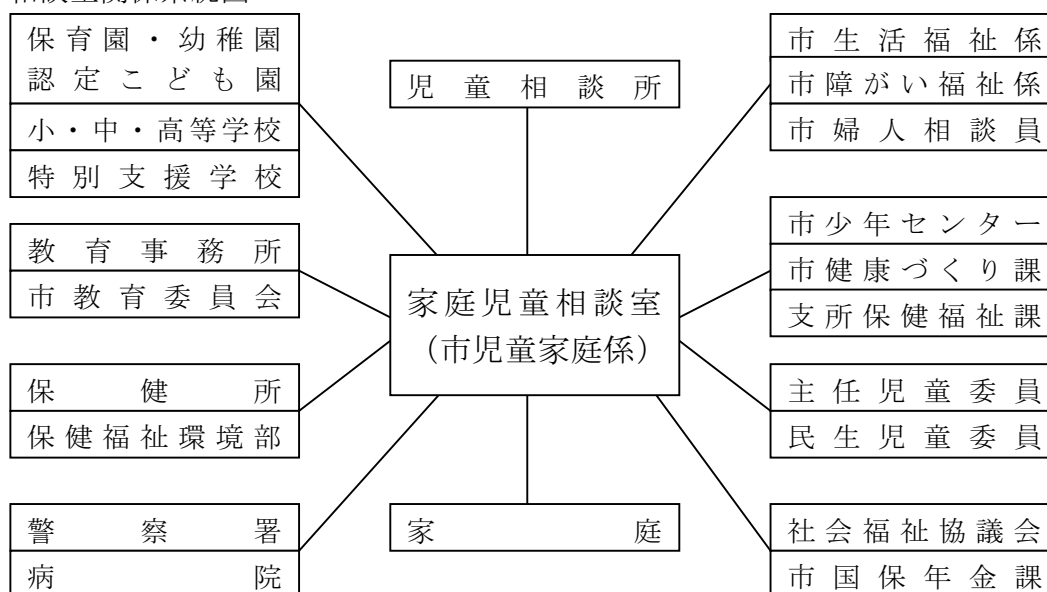 相談室関係系統図
保育園・幼稚園
認定こども園
小・中・高等学校
特別支援学校
教育事務所
市教育委員会
保健所
保健福祉環境部
警察署
病院
児童相談所
家庭児童相談室
（市児童家庭係）
家庭
市生活福祉係
市障がい福祉係
市婦人相談員
市少年センター
市健康づくり課
支所保健福祉課
主任児童委員
民生児童委員
社会福祉協議会
市国保年金課